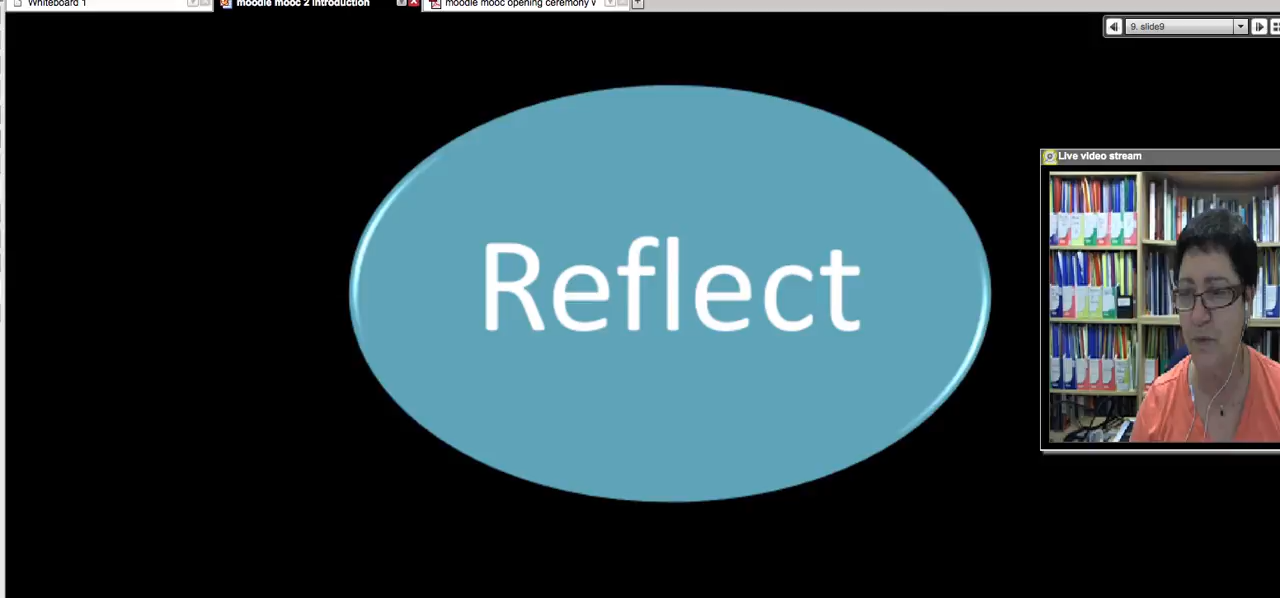 Whiteboard 1
moodle mooc 2 introduction
moodle mooc opening ceremony
9. slide9
Live video stream
Reflect